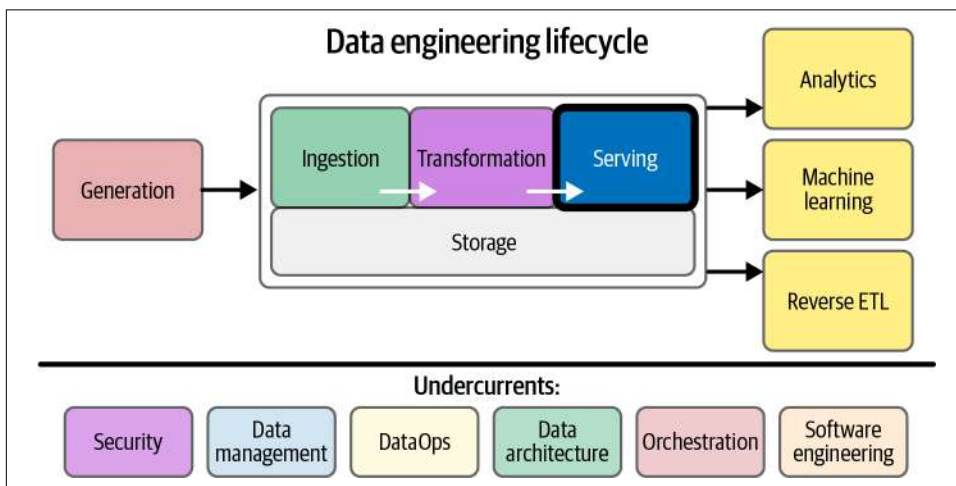 Data engineering lifecycle
Generation
Ingestion
Transformation
Serving
Storage
Analytics
Machine
learning
Reverse ETL
Undercurrents:
Security
Data
management
DataOps
Data
architecture
Orchestration
Software
engineering